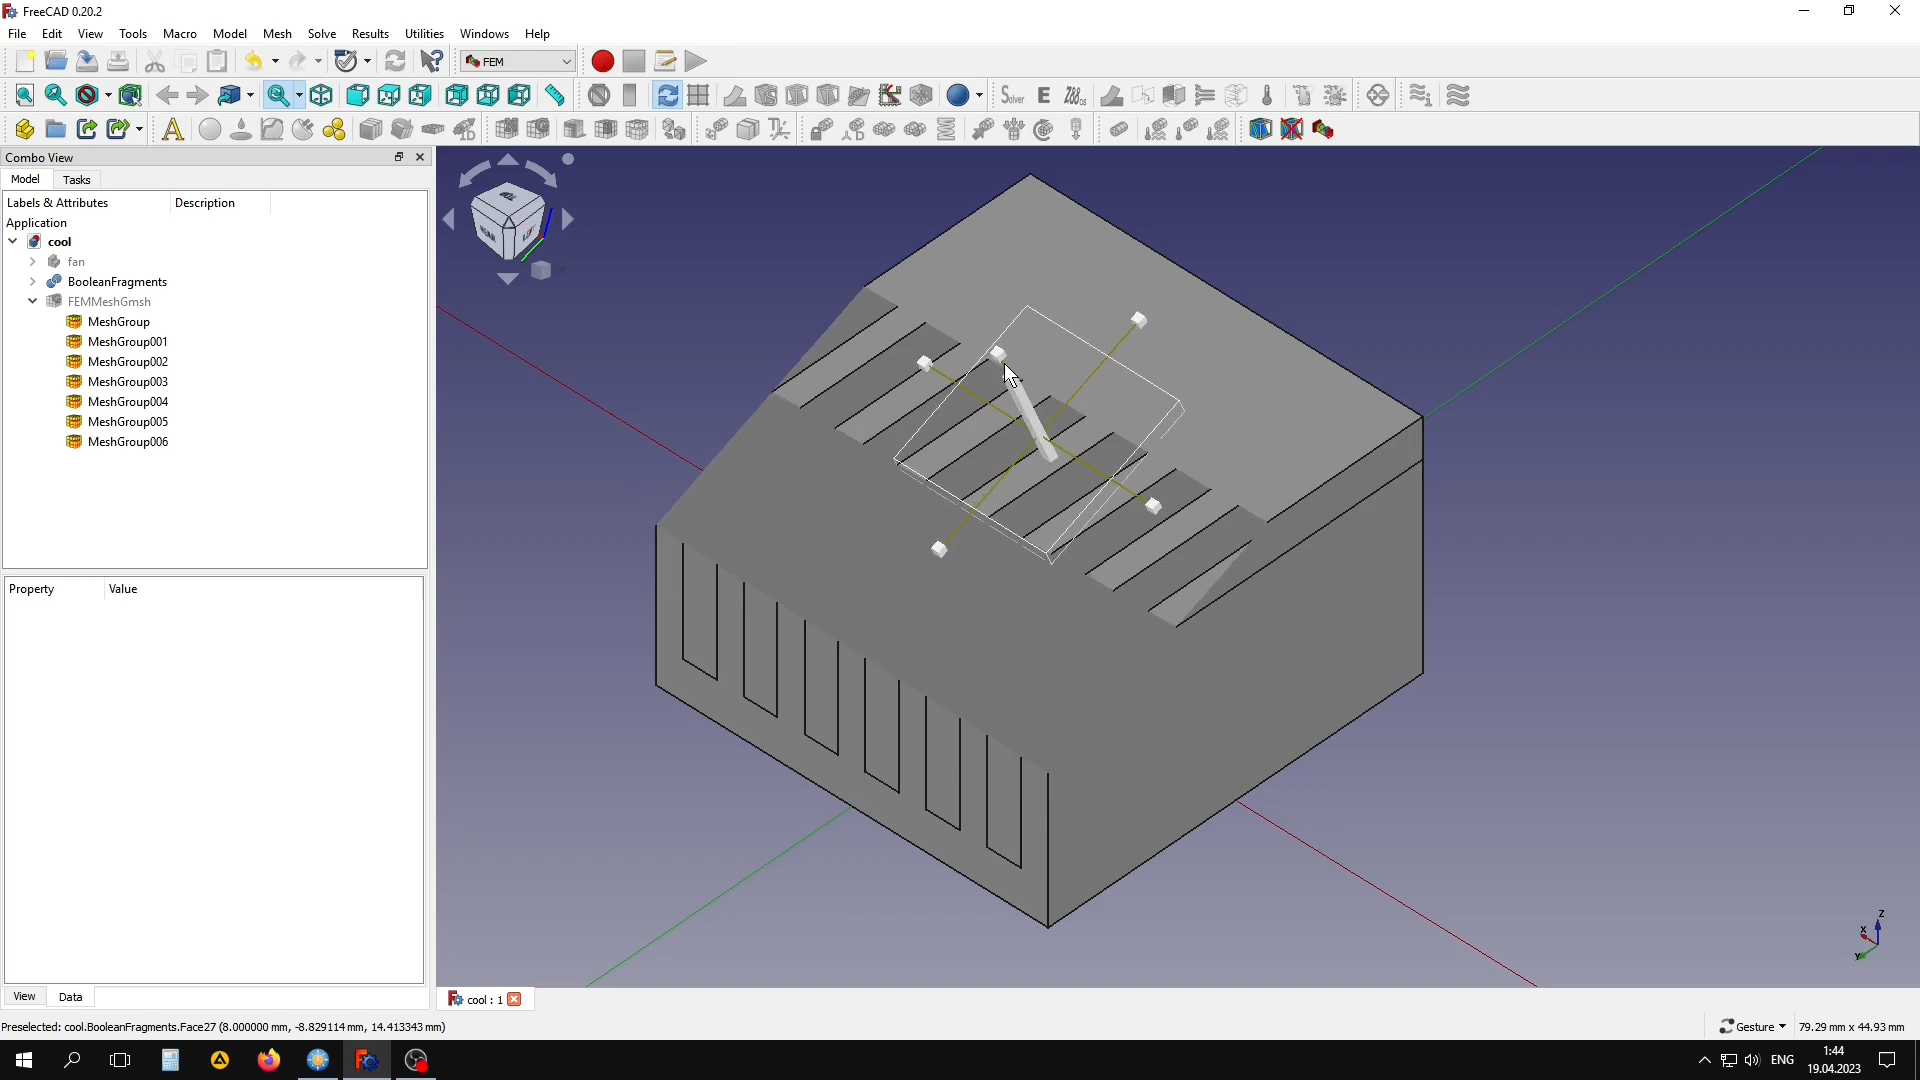 FreeCAD 0.20.2
File Edit View Tools Macro Model Mesh Solve Results Utilities Windows Help
FEM
Solver E Z88os
Combo View
Model Tasks
Labels & Attributes Description
Application
cool
fan
BooleanFragments
FEMMeshGmsh
MeshGroup
MeshGroup001
MeshGroup002
MeshGroup003
MeshGroup004
MeshGroup005
MeshGroup006
Property Value
REAR
Z
X
Y
View Data
cool : 1
Preselected: cool.BooleanFragments.Face27 (8.000000 mm, -8.829114 mm, 14.413343 mm)
Gesture 79.29 mm x 44.93 mm
ENG
1:44
19.04.2023